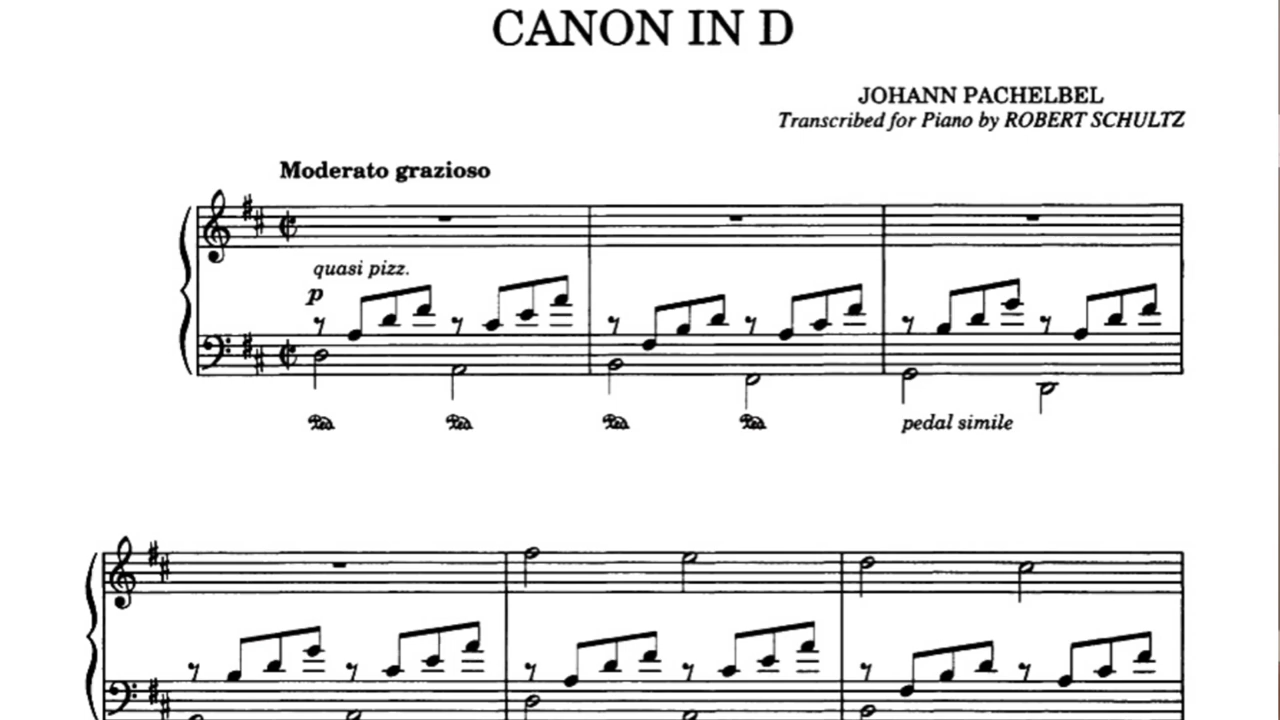 CANON IN D
JOHANN PACHELBEL
Transcribed for Piano by ROBERT SCHULTZ
Moderato grazioso
quasi pizz.
p
pedal simile